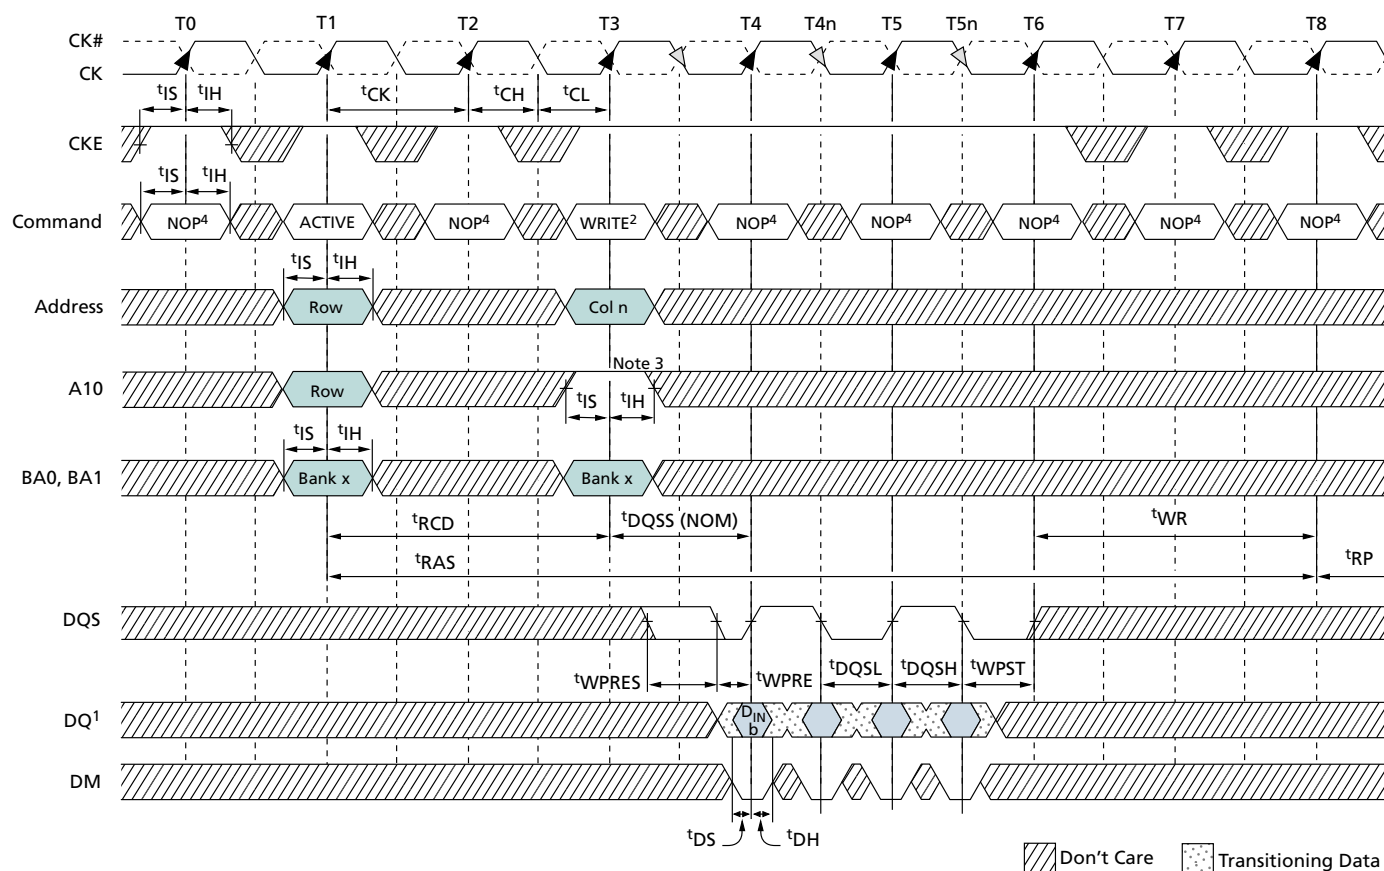 T0 T1 T2 T3 T4 T4n T5 T5n T6 T7 T8
CK#
CK
tIS tIH tCK tCH tCL
CKE
tIS tIH
Command NOP4 ACTIVE NOP4 WRITE2 NOP4 NOP4 NOP4 NOP4 NOP4
tIS tIH
Address Row Col n
Note 3
A10 Row
tIS tIH
tIS tIH
BA0, BA1 Bank x Bank x
tRCD tDQSS (NOM) tWR
tRAS tRP
DQS
tWPRES tWPRE tDQSL tDQSH tWPST
DQ1 DIN
b
DM
tDS tDH
Don't Care Transitioning Data